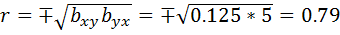 r = ∓√(b_xy b_yx) = ∓√(0.125 * 5) = 0.79